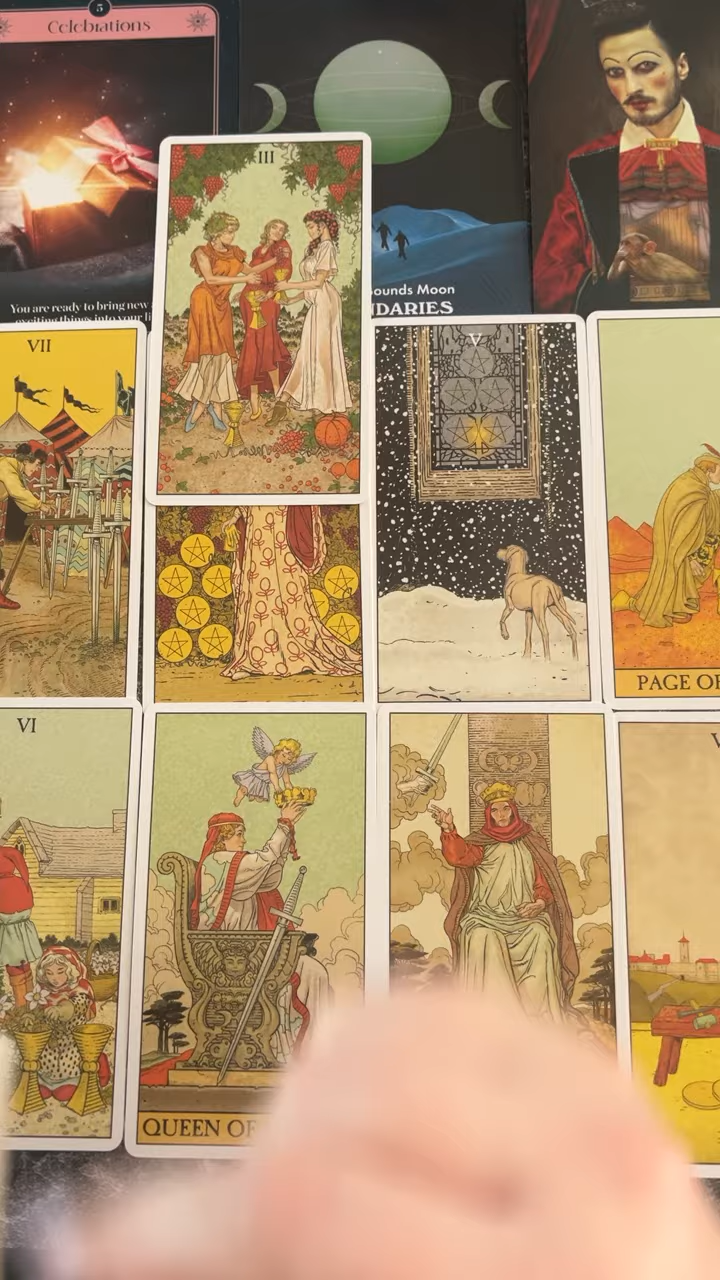 5
Celebrations
You are ready to bring new
exciting things into your li
ounds Moon
NDARIES
III
VII
V
PAGE OF
VI
QUEEN OF
V